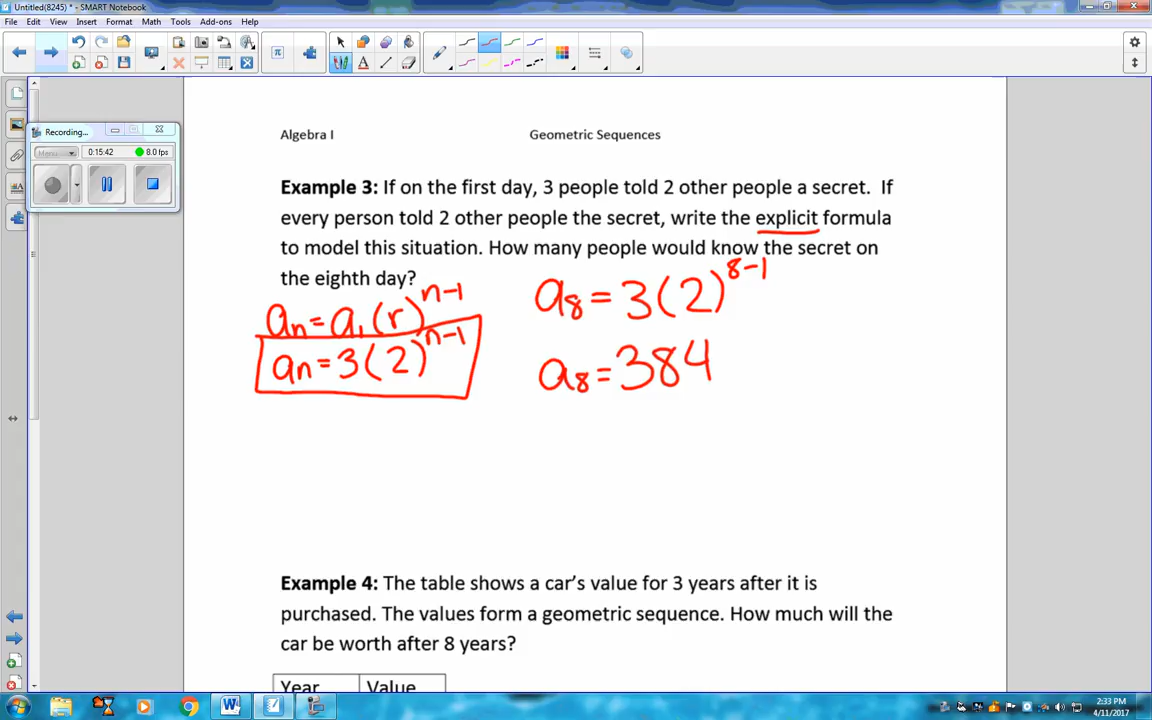 Untitled(8245) * - SMART Notebook
File Edit View Insert Format Math Tools Add-ons Help
Recording...
Menu
0:15:42 8.0 fps
Algebra I Geometric Sequences
Example 3: If on the first day, 3 people told 2 other people a secret. If
every person told 2 other people the secret, write the explicit formula
to model this situation. How many people would know the secret on
the eighth day?
aₙ = a₁(r)ⁿ⁻¹
aₙ = 3(2)ⁿ⁻¹
a₈ = 3(2)⁸⁻¹
a₈ = 384
Example 4: The table shows a car's value for 3 years after it is
purchased. The values form a geometric sequence. How much will the
car be worth after 8 years?
Year Value
2:33 PM
4/11/2017